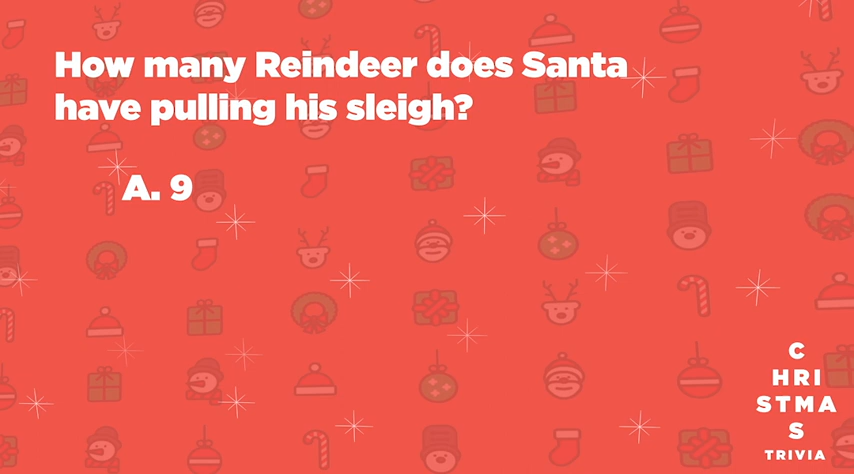 How many Reindeer does Santa
have pulling his sleigh?
A. 9
C
HRI
STMA
S
TRIVIA